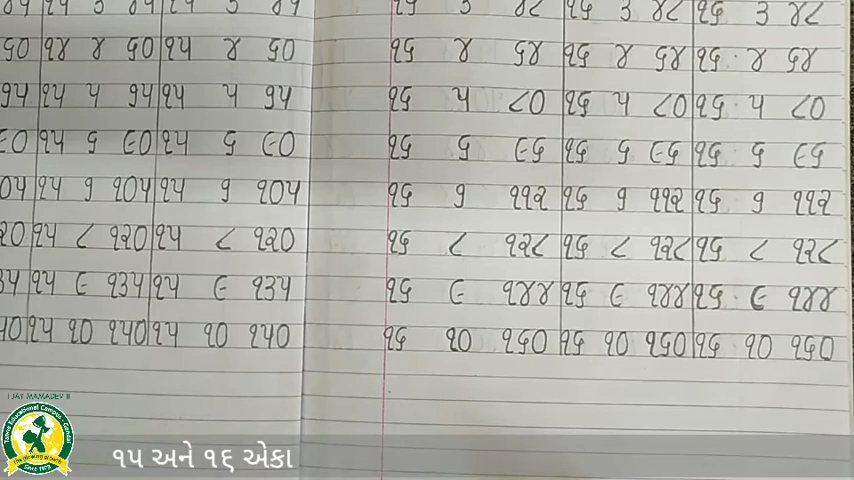 ૧૫ ૪ ૬૦ ૧૫ ૪ ૬૦
૧૫ ૫ ૭૫ ૧૫ ૫ ૭૫
૧૫ ૬ ૯૦ ૧૫ ૬ ૯૦
૧૫ ૭ ૧૦૫ ૧૫ ૭ ૧૦૫
૧૫ ૮ ૧૨૦ ૧૫ ૮ ૧૨૦
૧૫ ૯ ૧૩૫ ૧૫ ૯ ૧૩૫
૧૫ ૧૦ ૧૫૦ ૧૫ ૧૦ ૧૫૦
૧૬ ૩ ૪૮ ૧૬ ૩ ૪૮ ૧૬ ૩ ૪૮
૧૬ ૪ ૬૪ ૧૬ ૪ ૬૪ ૧૬ ૪ ૬૪
૧૬ ૫ ૮૦ ૧૬ ૫ ૮૦ ૧૬ ૫ ૮૦
૧૬ ૬ ૯૬ ૧૬ ૬ ૯૬ ૧૬ ૬ ૯૬
૧૬ ૭ ૧૧૨ ૧૬ ૭ ૧૧૨ ૧૬ ૭ ૧૧૨
૧૬ ૮ ૧૨૮ ૧૬ ૮ ૧૨૮ ૧૬ ૮ ૧૨૮
૧૬ ૯ ૧૪૪ ૧૬ ૯ ૧૪૪ ૧૬ ૯ ૧૪૪
૧૬ ૧૦ ૧૬૦ ૧૬ ૧૦ ૧૬૦ ૧૬ ૧૦ ૧૬૦
JAY MAMADEV
Educational Campus - Gondal
૧૫ અને ૧૬ એકા